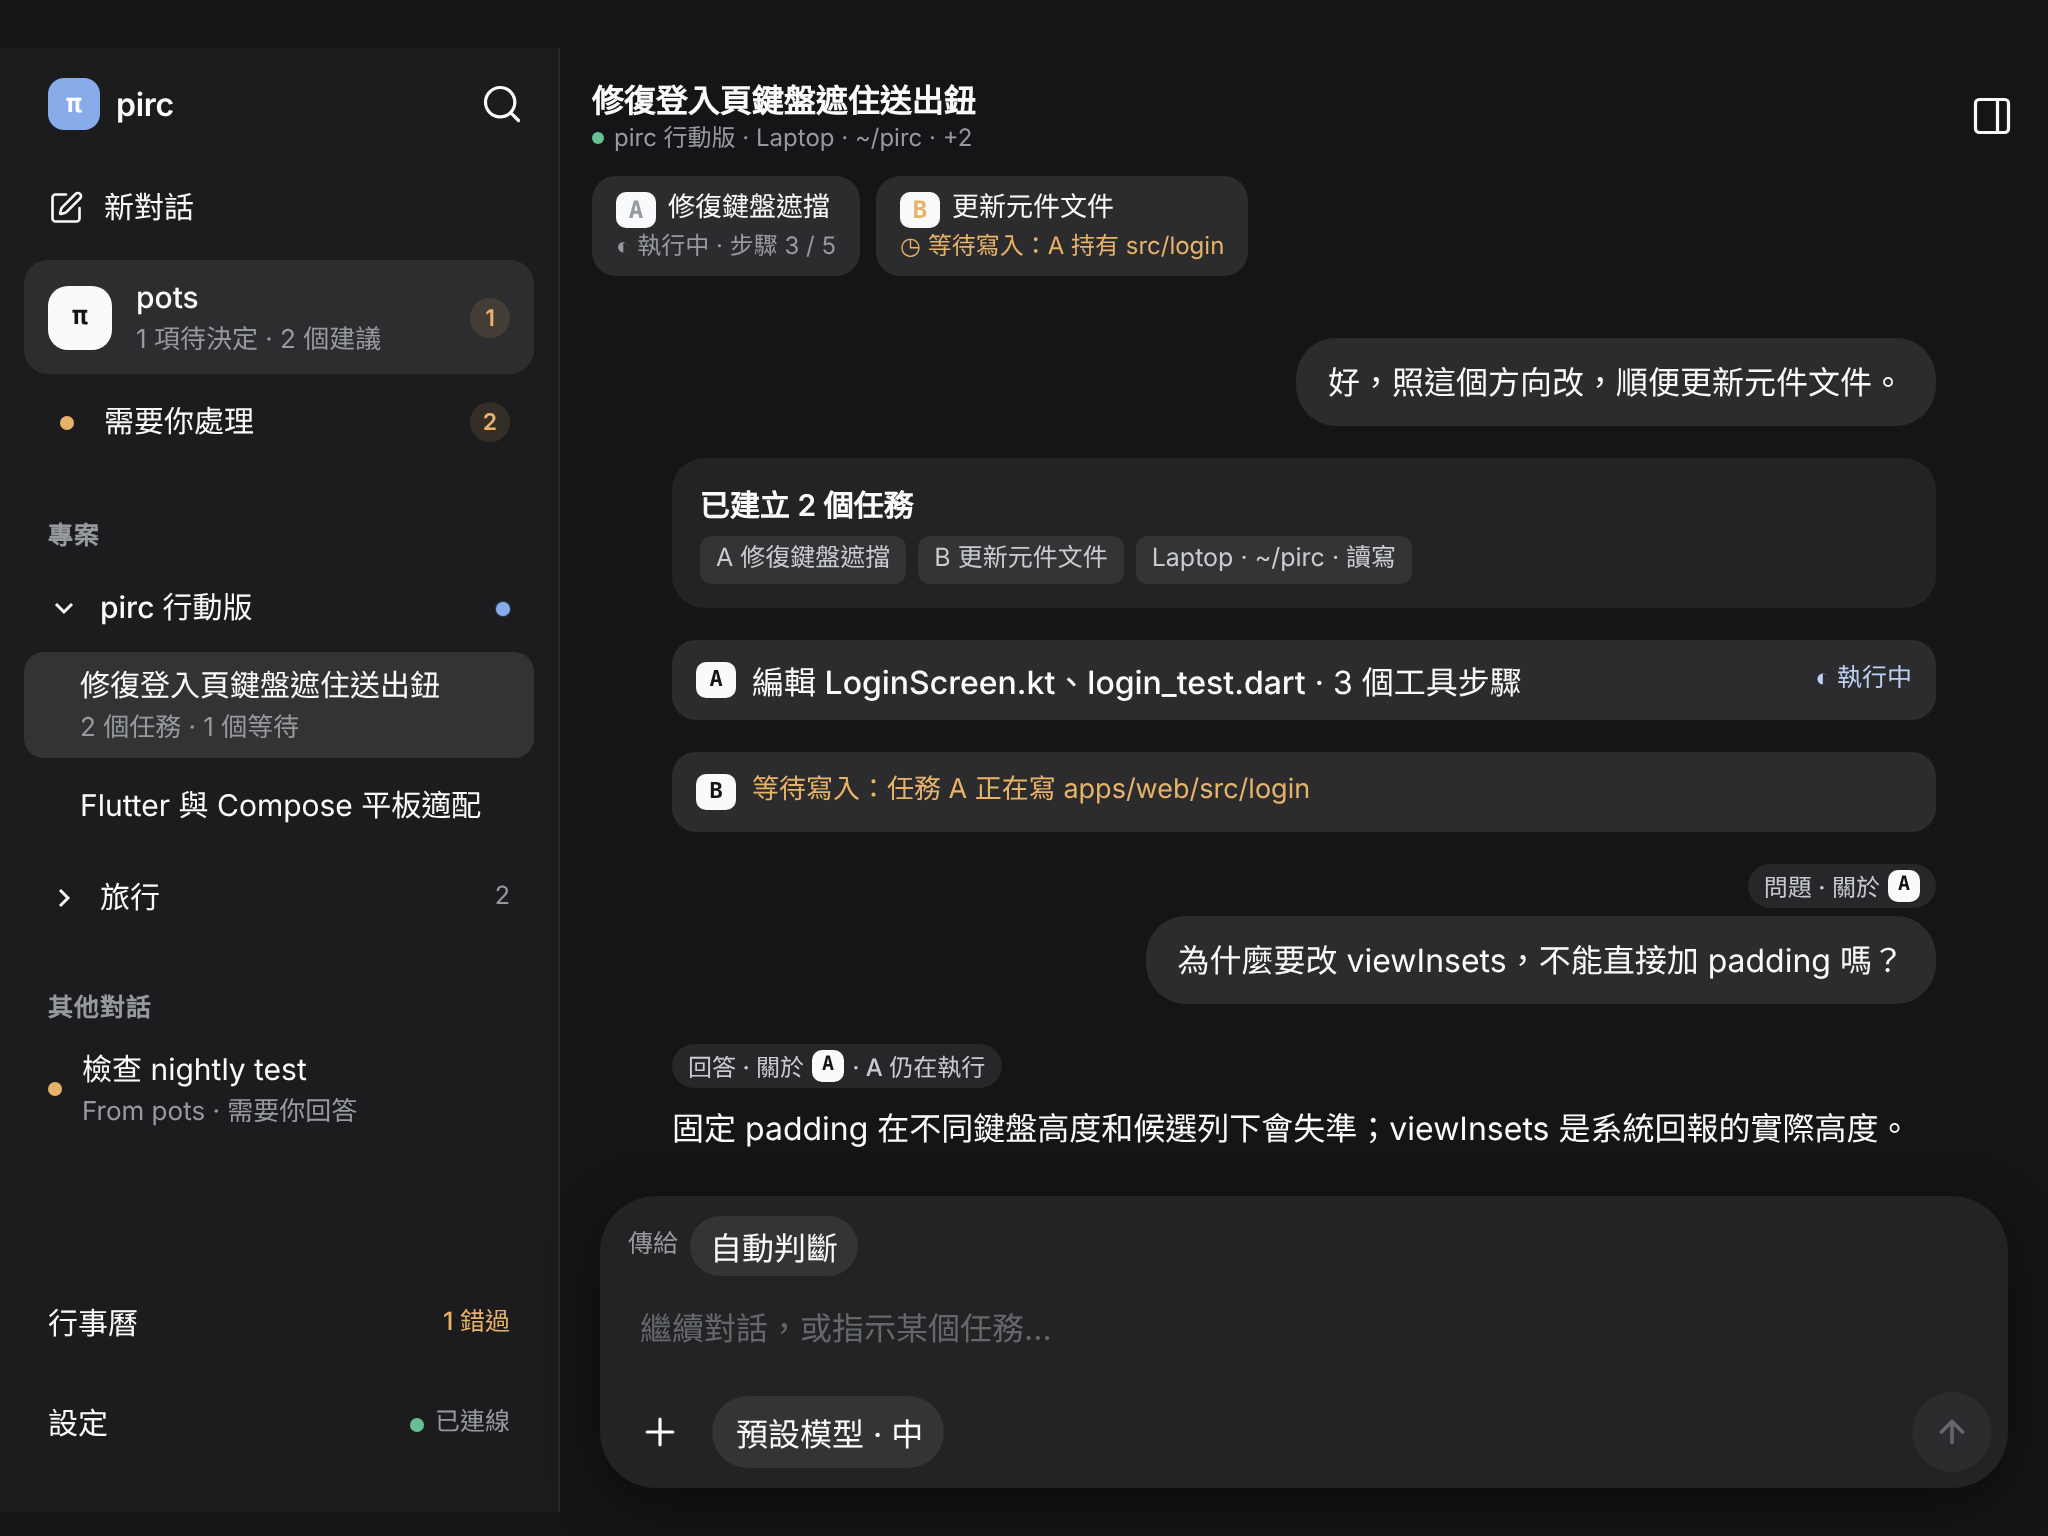 π pirc
新對話
π pots
1 項待決定 · 2 個建議
1
需要你處理 2
專案
pirc 行動版
修復登入頁鍵盤遮住送出鈕
2 個任務 · 1 個等待
Flutter 與 Compose 平板適配
旅行 2
其他對話
檢查 nightly test
From pots · 需要你回答
行事曆 1 錯過
設定 已連線
修復登入頁鍵盤遮住送出鈕
pirc 行動版 · Laptop · ~/pirc · +2
A 修復鍵盤遮擋
執行中 · 步驟 3 / 5
B 更新元件文件
等待寫入：A 持有 src/login
好，照這個方向改，順便更新元件文件。
已建立 2 個任務
A 修復鍵盤遮擋 B 更新元件文件 Laptop · ~/pirc · 讀寫
A 編輯 LoginScreen.kt、login_test.dart · 3 個工具步驟 執行中
B 等待寫入：任務 A 正在寫 apps/web/src/login
問題 · 關於 A
為什麼要改 viewInsets，不能直接加 padding 嗎？
回答 · 關於 A · A 仍在執行
固定 padding 在不同鍵盤高度和候選列下會失準；viewInsets 是系統回報的實際高度。
傳給 自動判斷
繼續對話，或指示某個任務...
預設模型 · 中